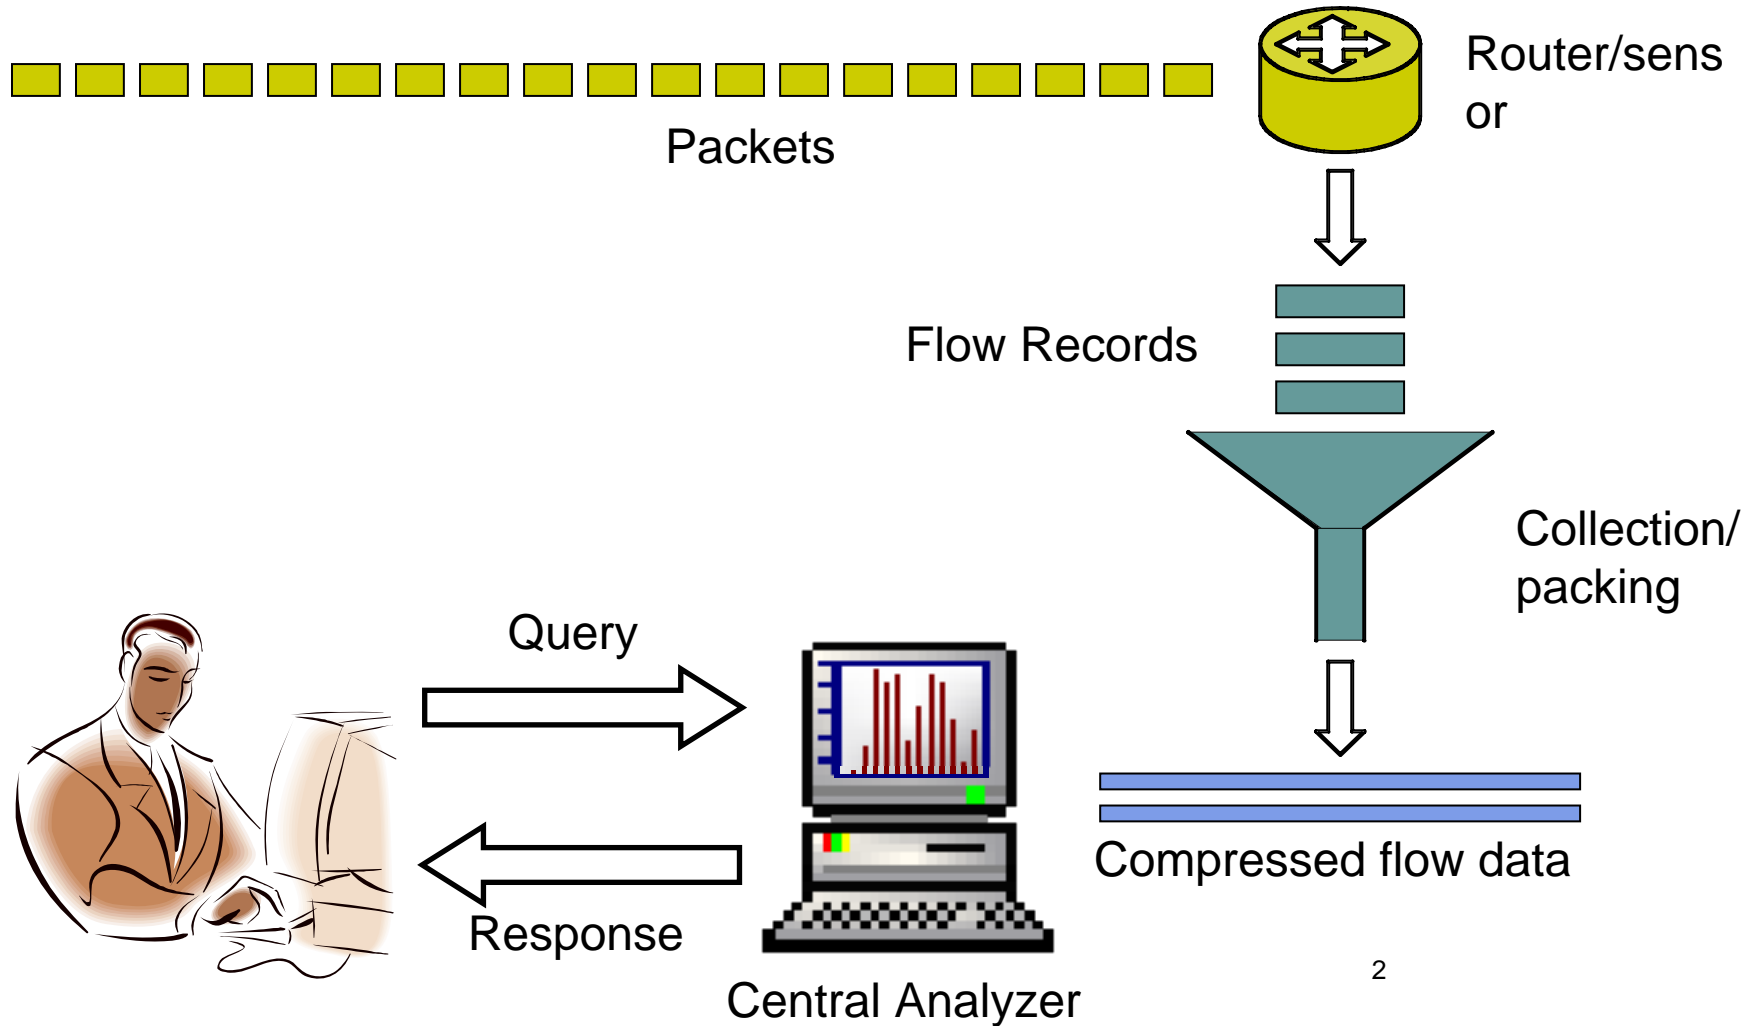 Router/sens
or
Packets
Flow Records
Collection/
packing
Query
Compressed flow data
Response
2
Central Analyzer